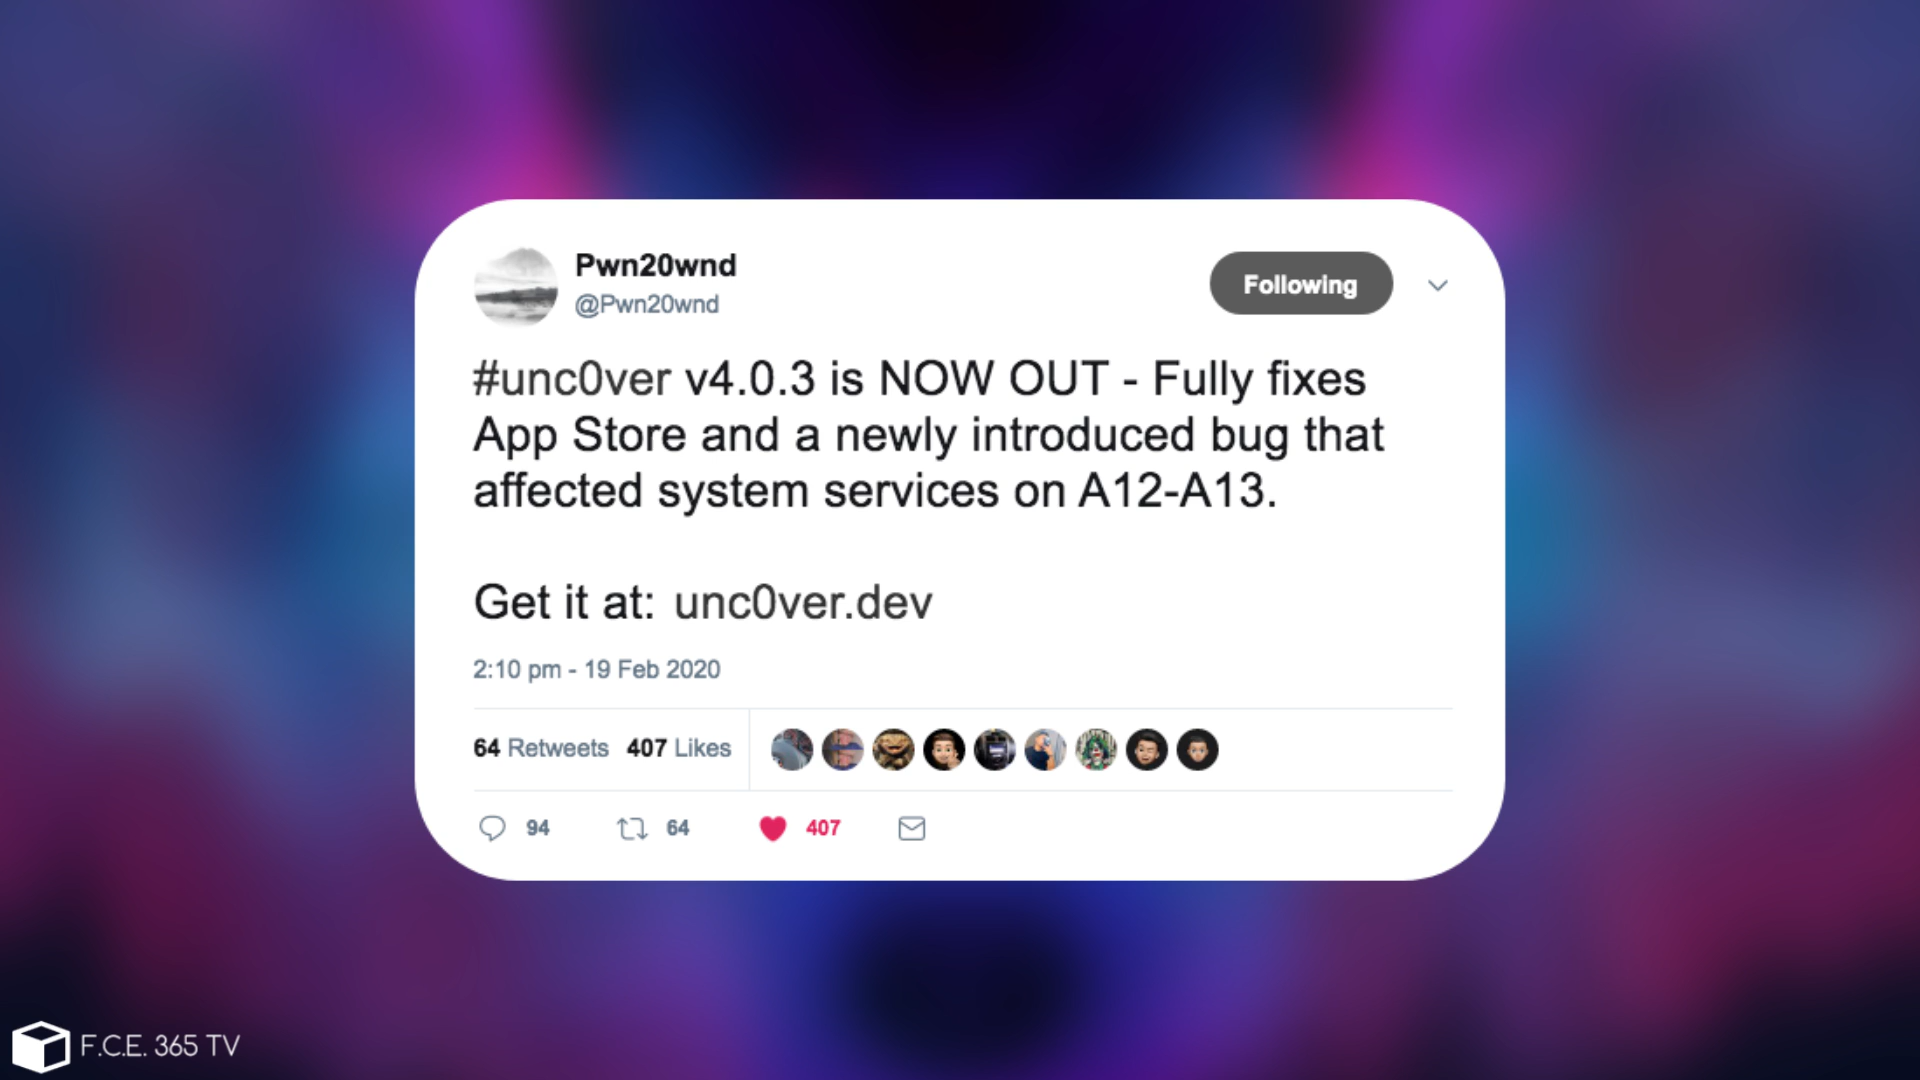 Pwn20wnd
@Pwn20wnd
Following
#unc0ver v4.0.3 is NOW OUT - Fully fixes
App Store and a newly introduced bug that
affected system services on A12-A13.
Get it at: unc0ver.dev
2:10 pm - 19 Feb 2020
64 Retweets 407 Likes
94 64 407
F.C.E. 365 TV